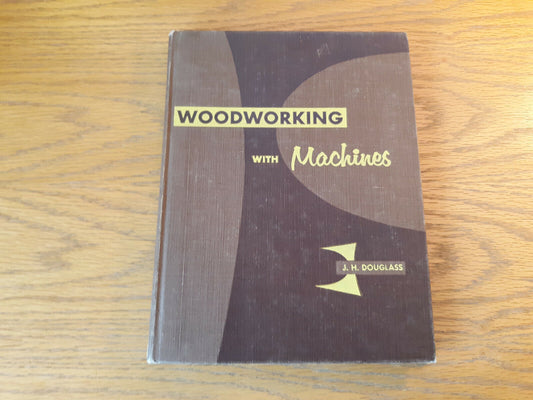 WOODWORKING
WITH Machines
J. H. DOUGLASS